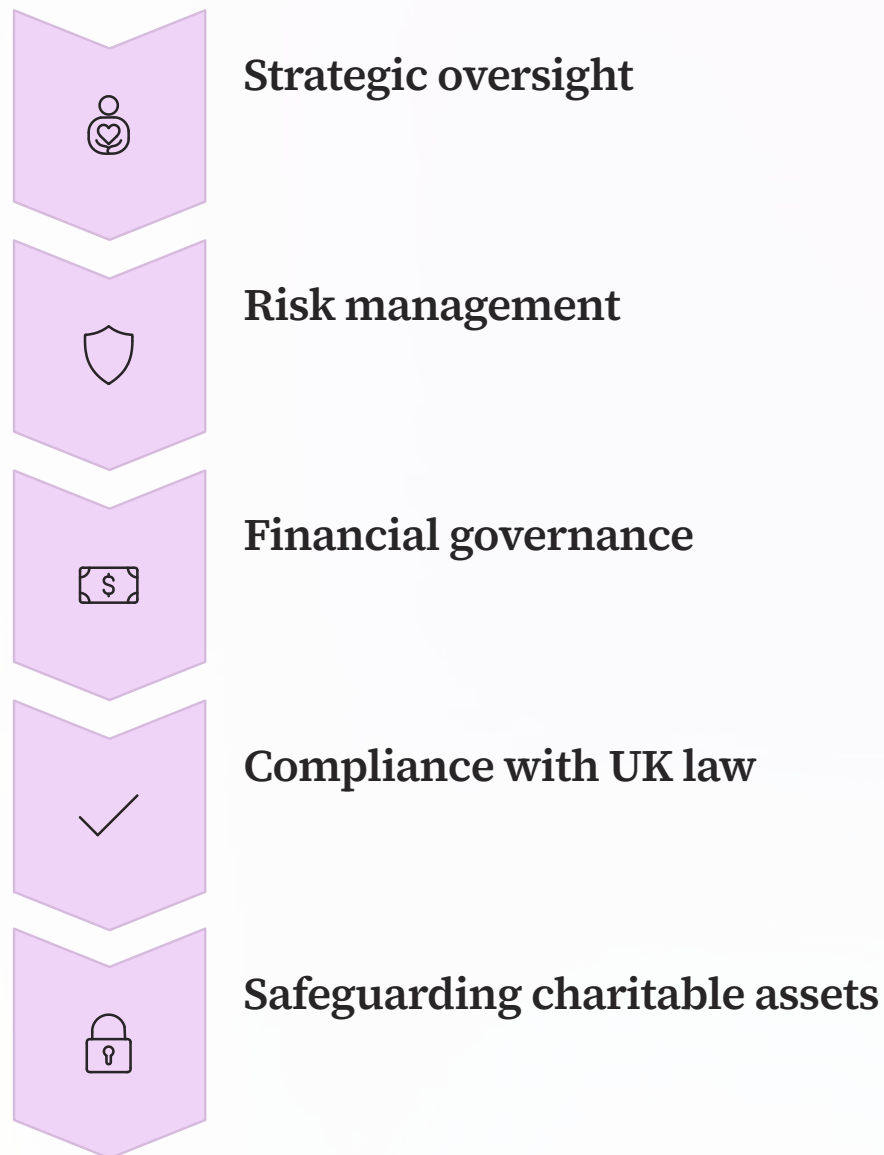 Strategic oversight
Risk management
$
Financial governance
Compliance with UK law
Safeguarding charitable assets